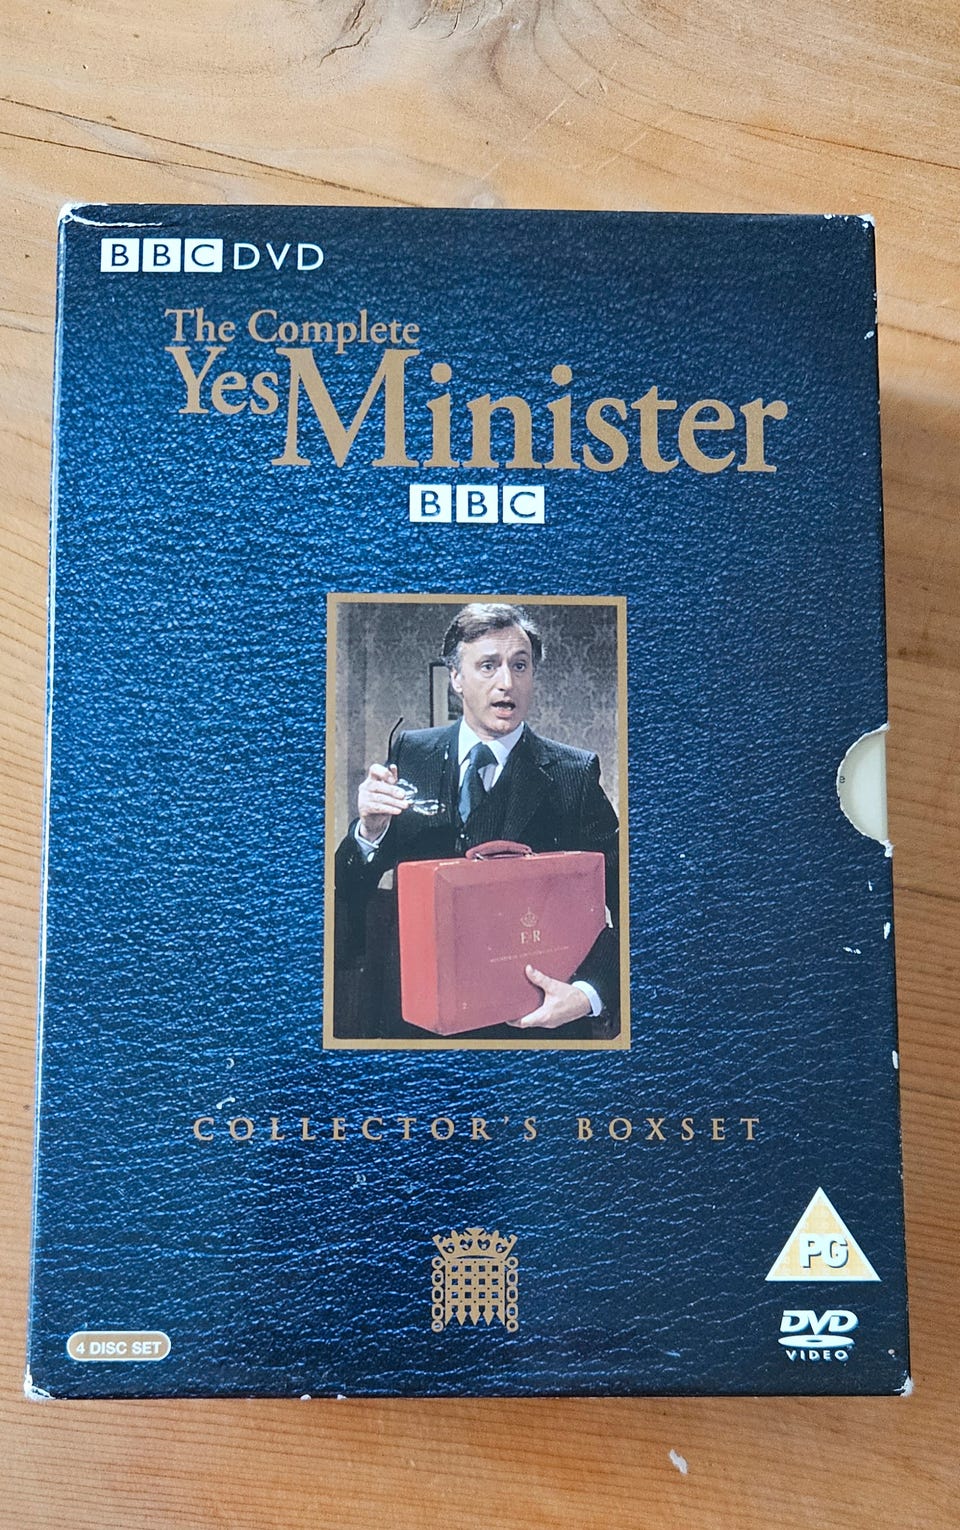 BBC DVD
The Complete
Yes Minister
BBC
E R
COLLECTOR'S BOXSET
PG
4 DISC SET
DVD
VIDEO